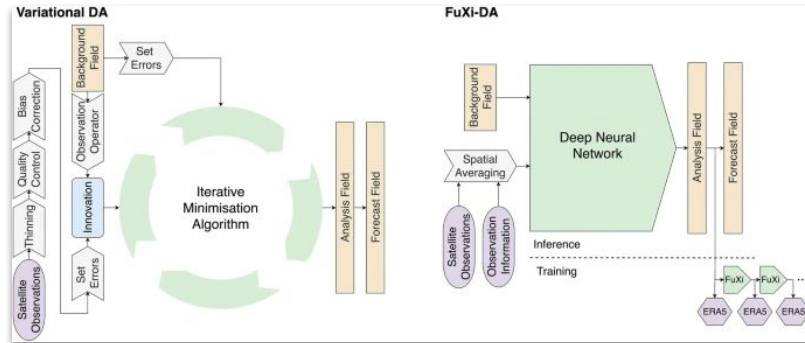 Variational DA
Satellite
Observations
Thinning
Quality
Control
Bias
Correction
Background
Field
Set
Errors
Observation
Operator
Innovation
Set
Errors
Iterative
Minimisation
Algorithm
Analysis Field
Forecast Field
FuXi-DA
Background
Field
Spatial
Averaging
Satellite
Observations
Observation
Information
Deep Neural
Network
Analysis Field
Forecast Field
Inference
Training
FuXi
FuXi
...
ERA5
ERA5
ERA5